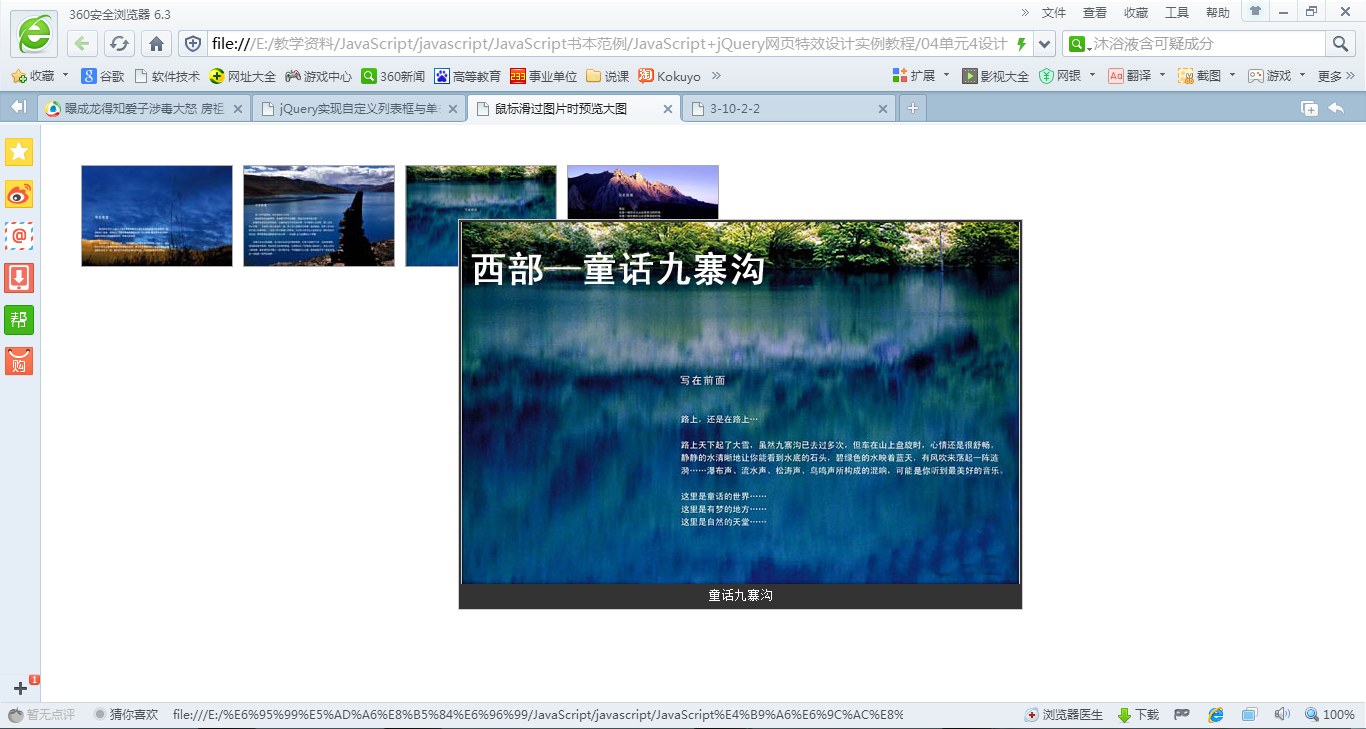 360安全浏览器 6.3
» 文件 查看 收藏 工具 帮助
file:///E:/教学资料/JavaScript/javascript/JavaScript书本范例/JavaScript+jQuery网页特效设计实例教程/04单元4设计
沐浴液含可疑成分
收藏 谷歌 软件技术 网址大全 游戏中心 360新闻 高等教育 事业单位 说课 Kokuyo » 扩展 影视大全 网银 翻译 截图 游戏 更多 »
曝成龙得知爱子涉毒大怒 房祖 jQuery实现自定义列表框与单 鼠标滑过图片时预览大图 3-10-2-2
西部—童话九寨沟
写在前面
路上，还是在路上…
路上天下起了大雪，虽然九寨沟已去过多次，但车在山上盘旋时，心情还是很舒畅。
静静的水清晰地让你能看到水底的石头，碧绿色的水映着蓝天，有风吹来荡起一阵涟
漪……瀑布声、流水声、松涛声、鸟鸣声所构成的混响，可能是你听到最美好的音乐。
这里是童话的世界……
这里是有梦的地方……
这里是自然的天堂……
童话九寨沟
@
帮
购
1
暂无点评 猜你喜欢 file:///E:/%E6%95%99%E5%AD%A6%E8%B5%84%E6%96%99/JavaScript/javascript/JavaScript%E4%B9%A6%E6%9C%AC%E8% 浏览器医生 下载 100%